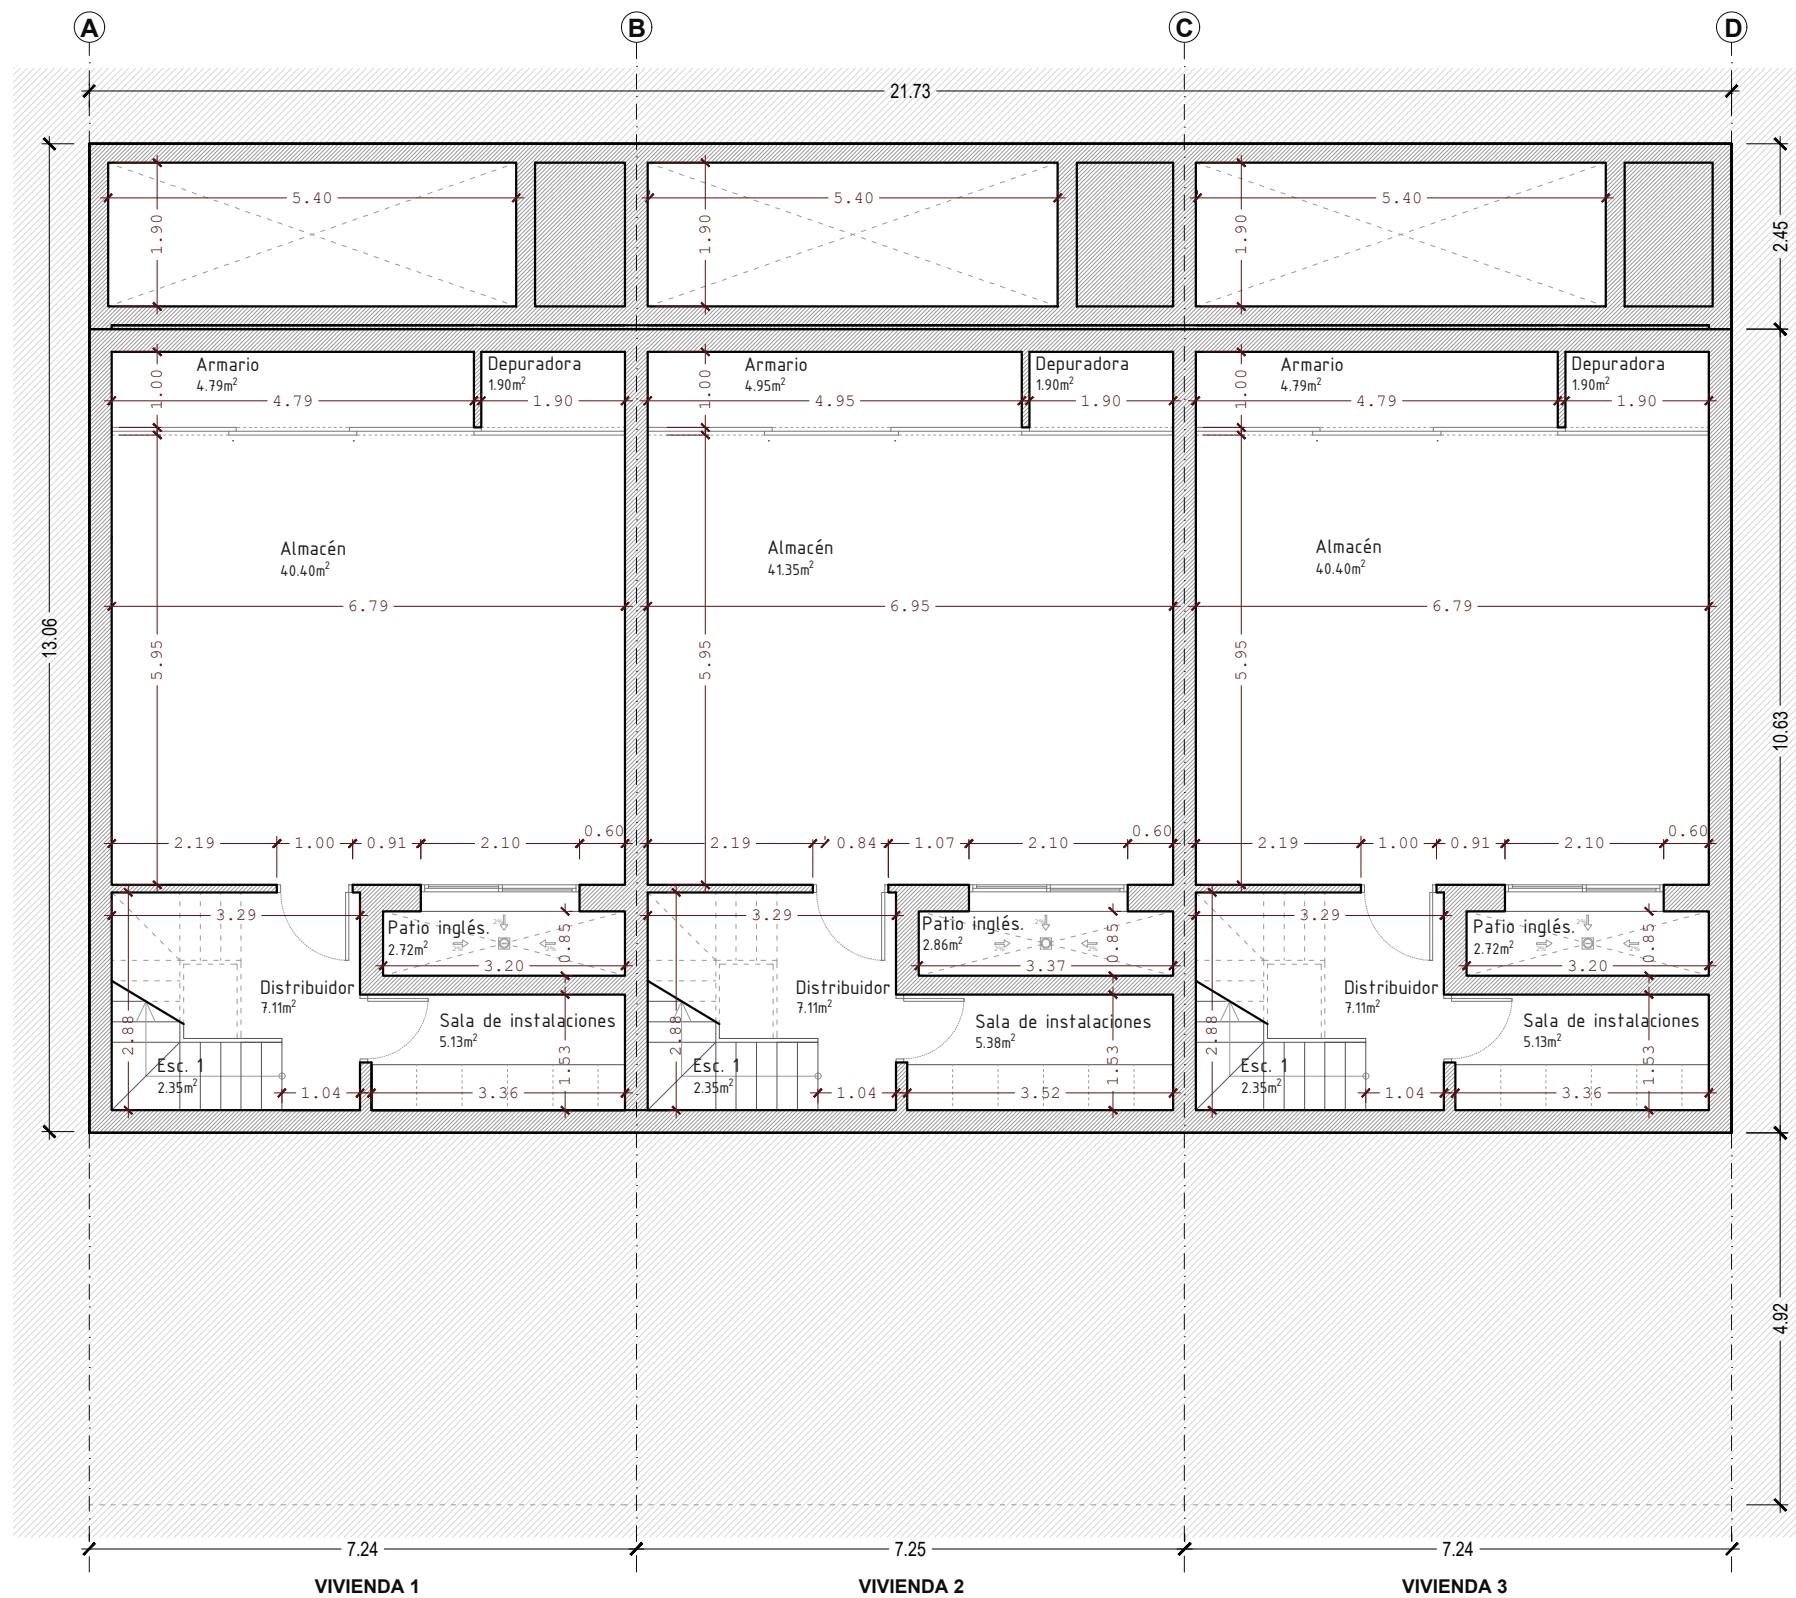 A B C D
21.73
5.40 5.40 5.40
1.90 1.90 1.90
2.45
Armario Depuradora Armario Depuradora Armario Depuradora
4.79m² 1.90m² 4.95m² 1.90m² 4.79m² 1.90m²
1.00 1.00 1.00
4.79 1.90 4.95 1.90 4.79 1.90
Almacén Almacén Almacén
40.40m² 41.35m² 40.40m²
6.79 6.95 6.79
13.06
5.95 5.95 5.95
10.63
2.19 1.00 0.91 2.10 0.60 2.19 0.84 1.07 2.10 0.60 2.19 1.00 0.91 2.10 0.60
3.29 3.29 3.29
Patio inglés. Patio inglés. Patio inglés.
2.72m² 2.86m² 2.72m²
2% 2% 2% 2% 2% 2% 2% 2% 2%
0.85 0.85 0.85
3.20 3.37 3.20
Distribuidor Distribuidor Distribuidor
7.11m² 7.11m² 7.11m²
Sala de instalaciones Sala de instalaciones Sala de instalaciones
5.13m² 5.38m² 5.13m²
2.88 2.88 2.88
1.53 1.53 1.53
Esc. 1 Esc. 1 Esc. 1
2.35m² 2.35m² 2.35m²
1.04 3.36 1.04 3.52 1.04 3.36
4.92
7.24 7.25 7.24
VIVIENDA 1 VIVIENDA 2 VIVIENDA 3